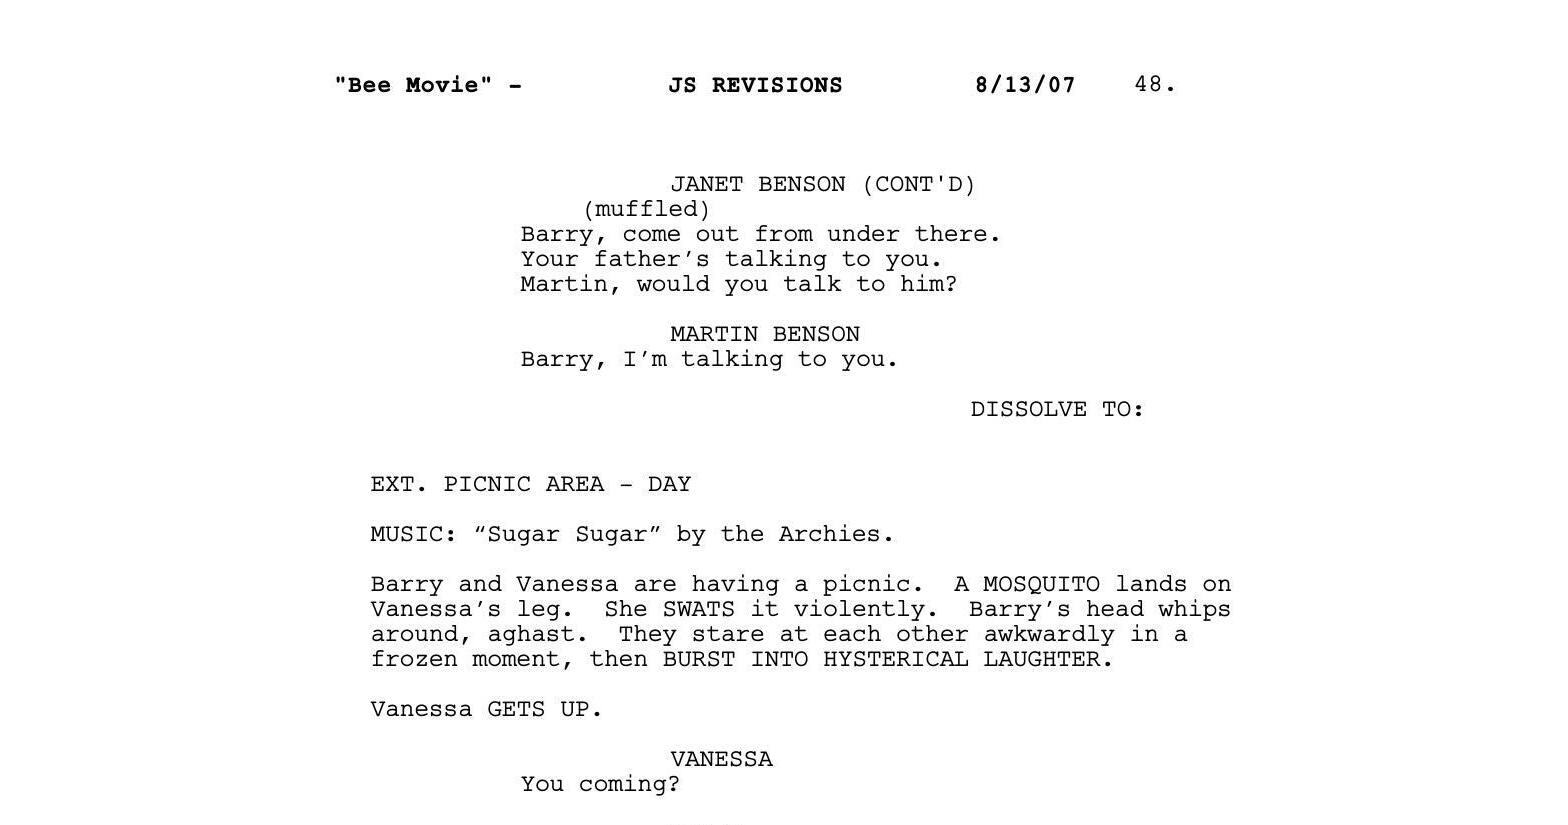 "Bee Movie" - JS REVISIONS 8/13/07 48.
JANET BENSON (CONT'D)
(muffled)
Barry, come out from under there.
Your father’s talking to you.
Martin, would you talk to him?
MARTIN BENSON
Barry, I’m talking to you.
DISSOLVE TO:
EXT. PICNIC AREA – DAY
MUSIC: “Sugar Sugar” by the Archies.
Barry and Vanessa are having a picnic.  A MOSQUITO lands on
Vanessa’s leg.  She SWATS it violently.  Barry’s head whips
around, aghast.  They stare at each other awkwardly in a
frozen moment, then BURST INTO HYSTERICAL LAUGHTER.
Vanessa GETS UP.
VANESSA
You coming?